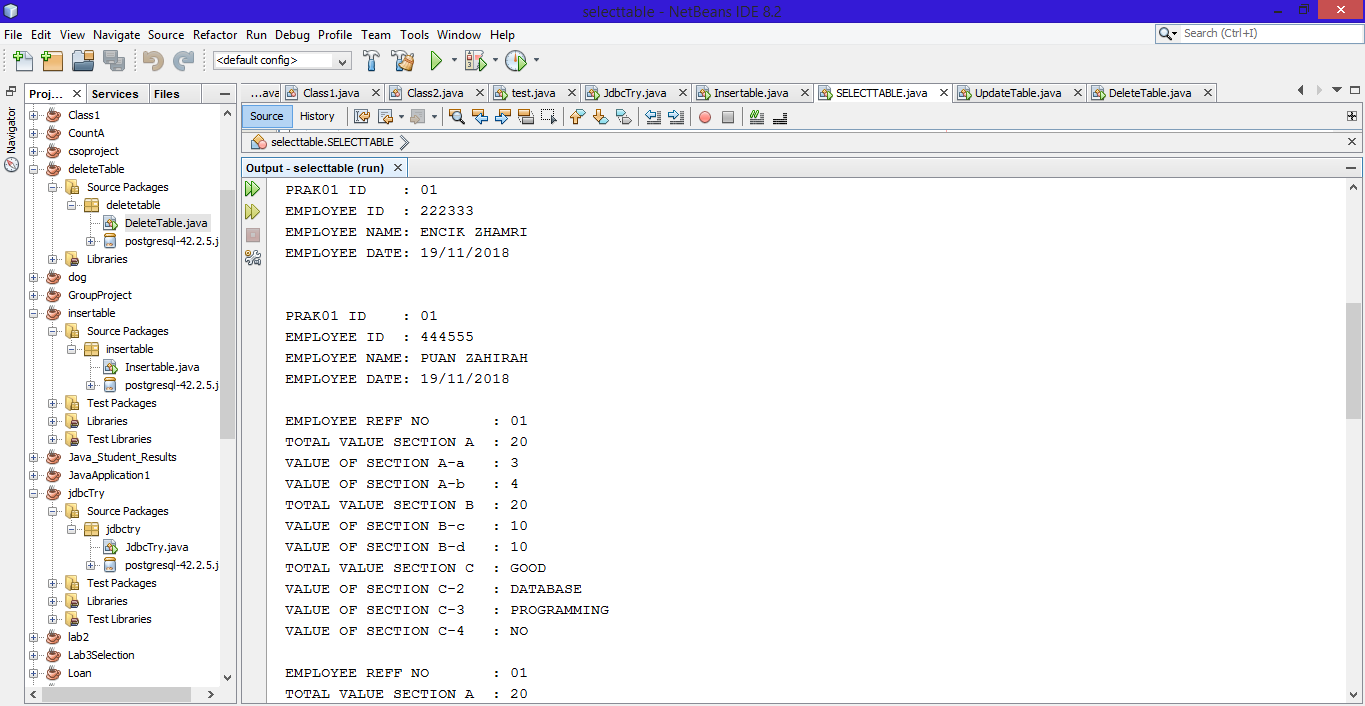 selecttable - NetBeans IDE 8.2
File Edit View Navigate Source Refactor Run Debug Profile Team Tools Window Help
Search (Ctrl+I)
<default config>
Proj... Services Files
Navigator
Class1
CountA
csoproject
deleteTable
Source Packages
deletetable
DeleteTable.java
postgresql-42.2.5.j
Libraries
dog
GroupProject
insertable
Source Packages
insertable
Insertable.java
postgresql-42.2.5.j
Test Packages
Libraries
Test Libraries
Java_Student_Results
JavaApplication1
jdbcTry
Source Packages
jdbctry
JdbcTry.java
postgresql-42.2.5.j
Test Packages
Libraries
Test Libraries
lab2
Lab3Selection
Loan
...ava Class1.java Class2.java test.java JdbcTry.java Insertable.java SELECTTABLE.java UpdateTable.java DeleteTable.java
Source History
selecttable.SELECTTABLE
Output - selecttable (run)
PRAK01 ID : 01
EMPLOYEE ID : 222333
EMPLOYEE NAME: ENCIK ZHAMRI
EMPLOYEE DATE: 19/11/2018
PRAK01 ID : 01
EMPLOYEE ID : 444555
EMPLOYEE NAME: PUAN ZAHIRAH
EMPLOYEE DATE: 19/11/2018
EMPLOYEE REFF NO : 01
TOTAL VALUE SECTION A : 20
VALUE OF SECTION A-a : 3
VALUE OF SECTION A-b : 4
TOTAL VALUE SECTION B : 20
VALUE OF SECTION B-c : 10
VALUE OF SECTION B-d : 10
TOTAL VALUE SECTION C : GOOD
VALUE OF SECTION C-2 : DATABASE
VALUE OF SECTION C-3 : PROGRAMMING
VALUE OF SECTION C-4 : NO
EMPLOYEE REFF NO : 01
TOTAL VALUE SECTION A : 20